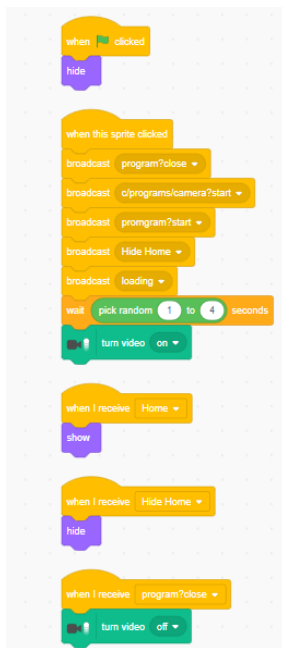 when clicked
hide
when this sprite clicked
broadcast program?close
broadcast c/programs/camera?start
broadcast promgram?start
broadcast Hide Home
broadcast loading
wait pick random 1 to 4 seconds
turn video on
when I receive Home
show
when I receive Hide Home
hide
when I receive program?close
turn video off